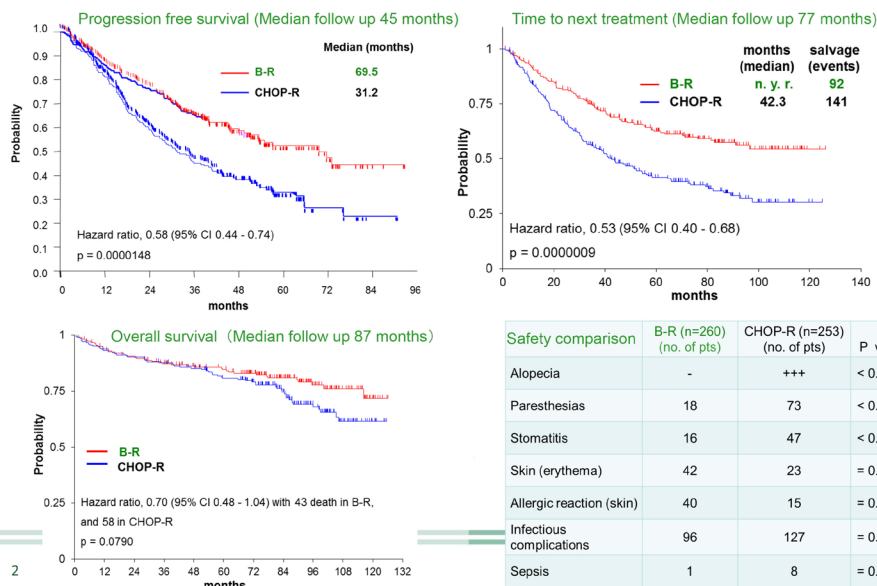 Progression free survival (Median follow up 45 months)
Probability
1.0
0.9
0.8
0.7
0.6
0.5
0.4
0.3
0.2
0.1
0.0
Median (months)
B-R 69.5
CHOP-R 31.2
Hazard ratio, 0.58 (95% CI 0.44 - 0.74)
p = 0.0000148
0 12 24 36 48 60 72 84 96
months
Time to next treatment (Median follow up 77 months)
Probability
1
0.75
0.5
0.25
0
months salvage
(median) (events)
B-R n. y. r. 92
CHOP-R 42.3 141
Hazard ratio, 0.53 (95% CI 0.40 - 0.68)
p = 0.0000009
0 20 40 60 80 100 120 140
months
Overall survival (Median follow up 87 months)
Probability
1
0.75
0.5
0.25
0
B-R
CHOP-R
Hazard ratio, 0.70 (95% CI 0.48 - 1.04) with 43 death in B-R,
and 58 in CHOP-R
p = 0.0790
0 12 24 36 48 60 72 84 96 108 120 132
months
Safety comparison B-R (n=260) CHOP-R (n=253)
(no. of pts) (no. of pts) P
Alopecia - +++ < 0.
Paresthesias 18 73 < 0.
Stomatitis 16 47 < 0.
Skin (erythema) 42 23 = 0.
Allergic reaction (skin) 40 15 = 0.
Infectious
complications 96 127 = 0.
Sepsis 1 8 = 0.
2